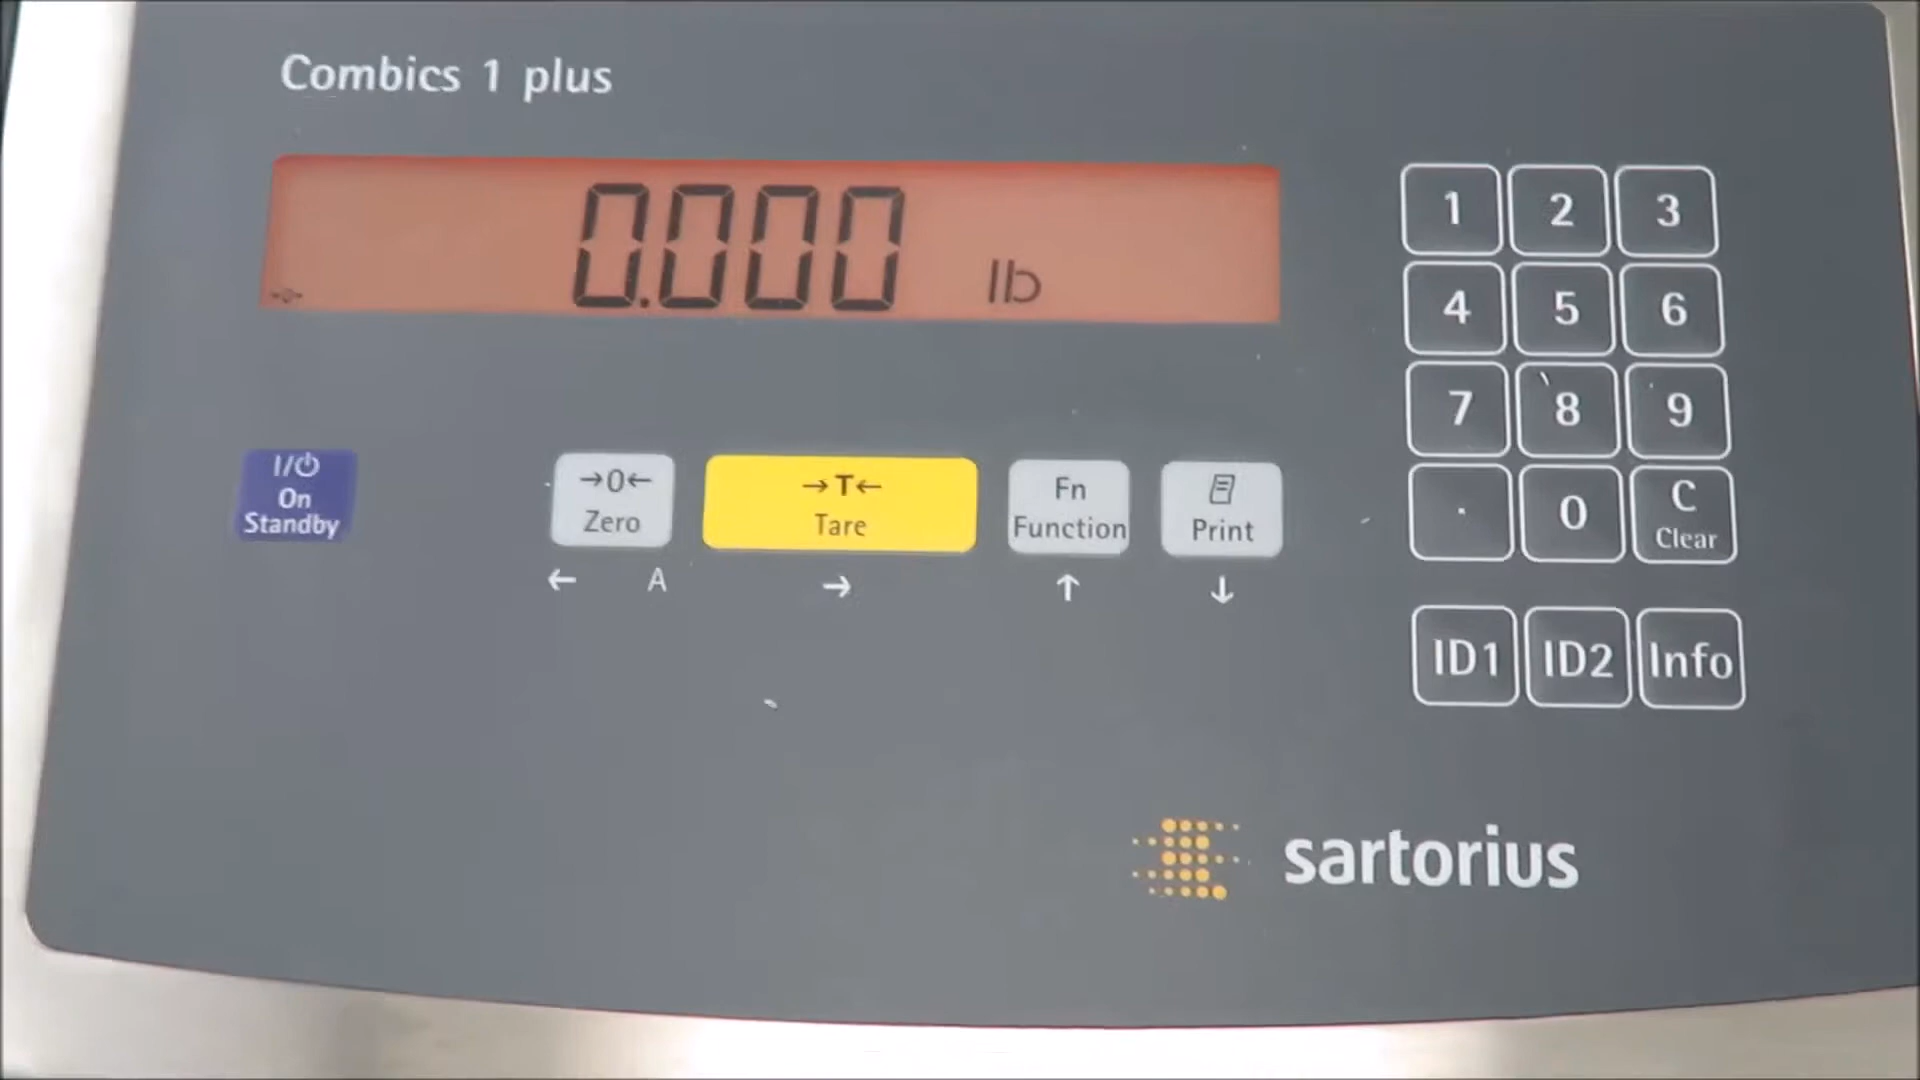 Combics 1 plus
0.000 lb
→0←
1 2 3
4 5 6
7 8 9
. 0 C
Clear
I/⏻
On
Standby
→0←
Zero
→T←
Tare
Fn
Function
Print
← A → ↑ ↓
ID1 ID2 Info
sartorius